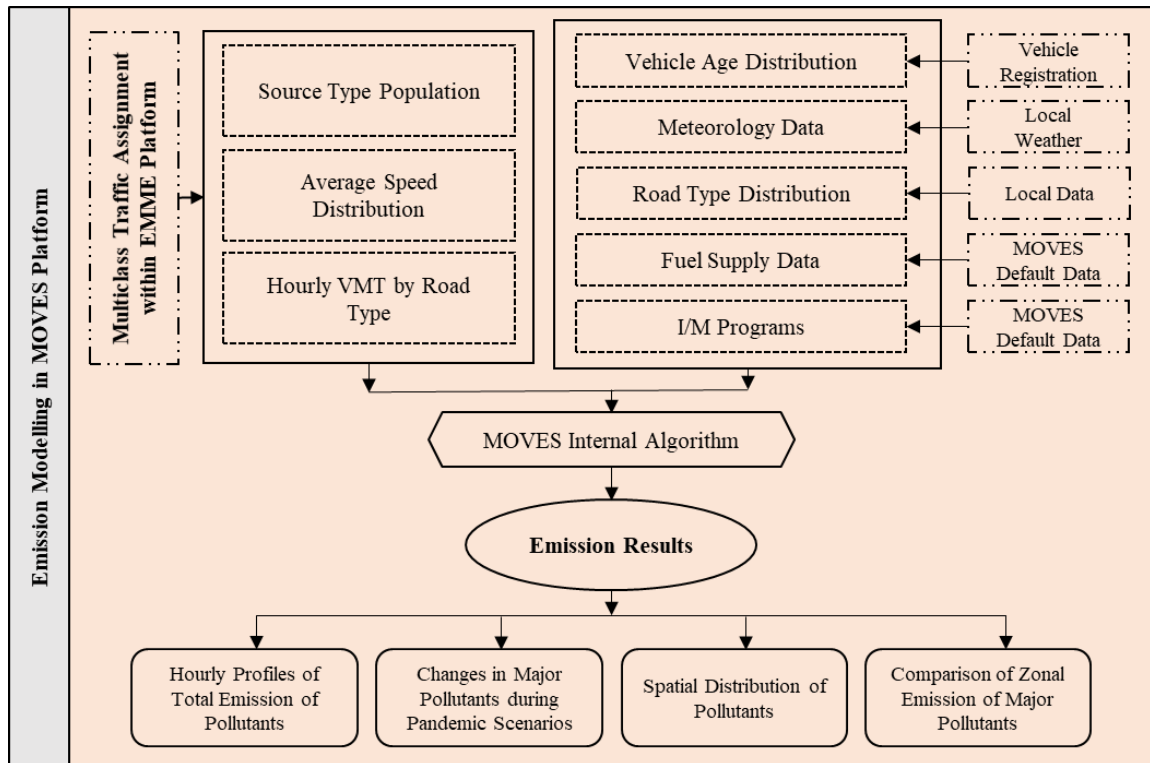 Emission Modelling in MOVES Platform
Multiclass Traffic Assignment
within EMME Platform
Source Type Population
Average Speed
Distribution
Hourly VMT by Road
Type
Vehicle Age Distribution
Meteorology Data
Road Type Distribution
Fuel Supply Data
I/M Programs
Vehicle
Registration
Local
Weather
Local Data
MOVES
Default Data
MOVES
Default Data
MOVES Internal Algorithm
Emission Results
Hourly Profiles of
Total Emission of
Pollutants
Changes in Major
Pollutants during
Pandemic Scenarios
Spatial Distribution of
Pollutants
Comparison of Zonal
Emission of Major
Pollutants